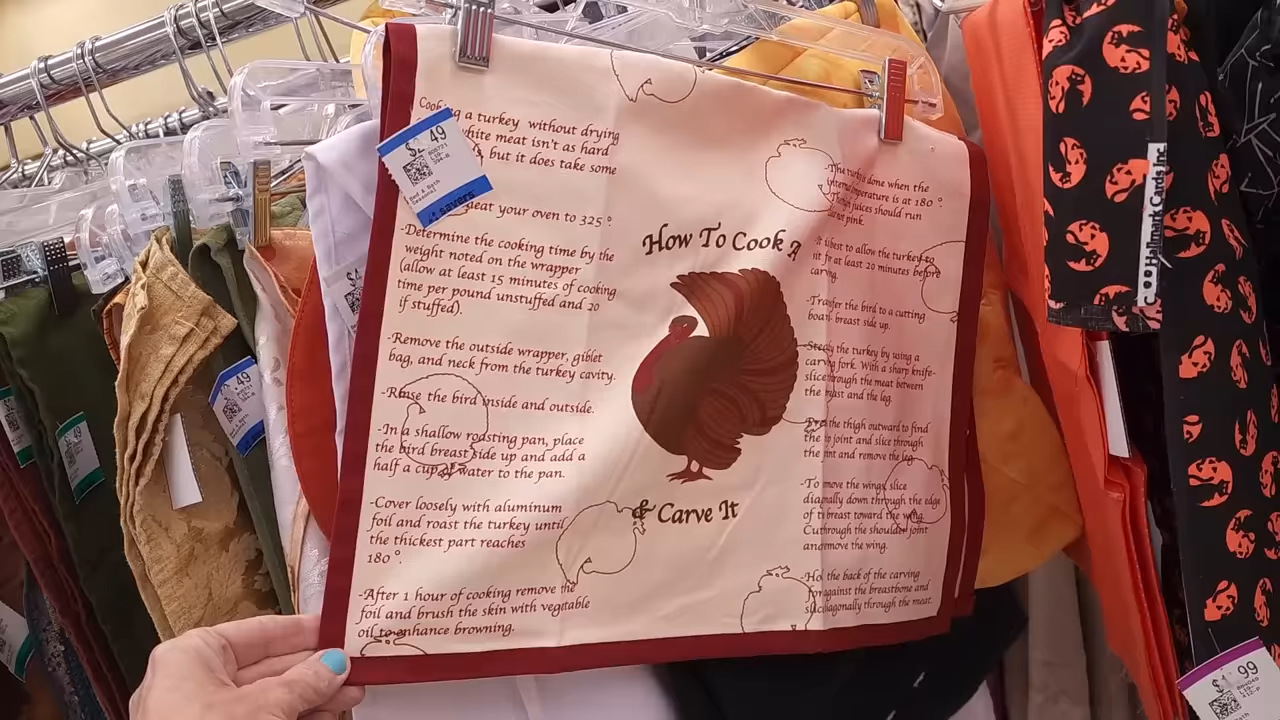 Cooking a turkey without drying
white meat isn't as hard
but it does take some
eat your oven to 325°.
-Determine the cooking time by the
weight noted on the wrapper
(allow at least 15 minutes of cooking
time per pound unstuffed and 20
if stuffed).
-Remove the outside wrapper, giblet
bag, and neck from the turkey cavity.
-Rinse the bird inside and outside.
-In a shallow roasting pan, place
the bird breast side up and add a
half a cup of water to the pan.
-Cover loosely with aluminum
foil and roast the turkey until
the thickest part reaches
180°.
-After 1 hour of cooking remove the
foil and brush the skin with vegetable
oil to enhance browning.
How To Cook A
& Carve It
-The turkey done when the
internal temperature is at 180°.
juices should run
not pink.
best to allow the turkey to
sit for at least 20 minutes before
carving.
-Transfer the bird to a cutting
board breast side up.
the turkey by using a
carving fork. With a sharp knife
slice through the meat between
the breast and the leg.
the thigh outward to find
the joint and slice through
the joint and remove the leg.
-To move the wings slice
diagonally down through the edge
of breast toward the wing.
Cut through the shoulder joint
and remove the wing.
the back of the carving
against the breastbone and
diagonally through the meat.
49
savers
49
Hallmark Cards Inc
99